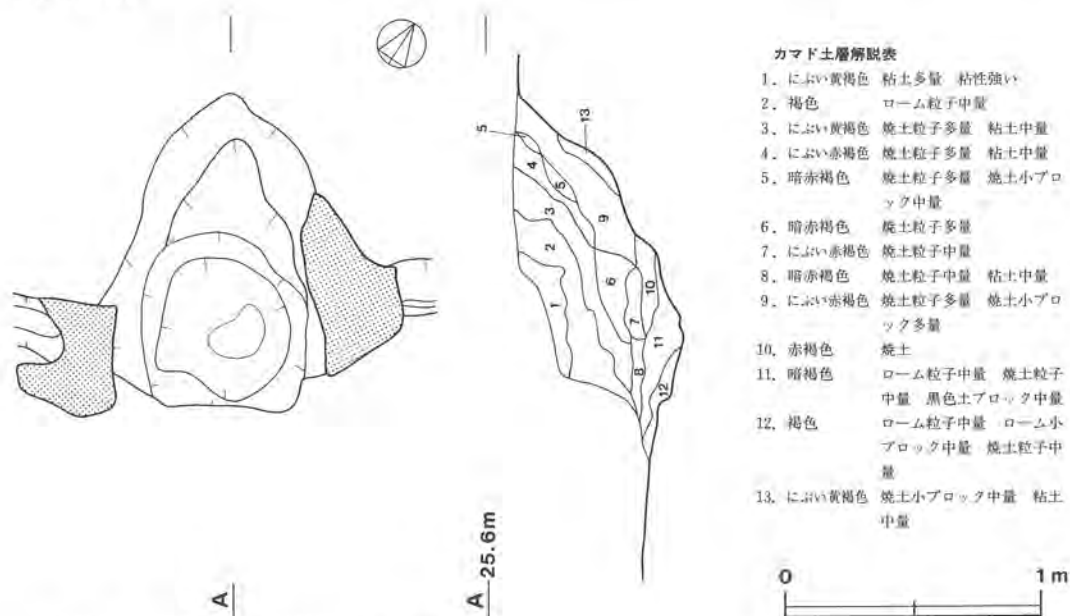 カマド土層解説表
1. にぶい黄褐色 粘土多量 粘性強い
2. 褐色 ローム粒子中量
3. にぶい黄褐色 焼土粒子多量 粘土中量
4. にぶい赤褐色 焼土粒子多量 粘土中量
5. 暗赤褐色 焼土粒子多量 焼土小ブロ
ック中量
6. 暗赤褐色 焼土粒子多量
7. にぶい赤褐色 焼土粒子中量
8. 暗赤褐色 焼土粒子中量 粘土中量
9. にぶい赤褐色 焼土粒子多量 焼土小ブロ
ック多量
10. 赤褐色 焼土
11. 暗褐色 ローム粒子中量 焼土粒子
中量 黒色土ブロック中量
12. 褐色 ローム粒子中量 ローム小
ブロック中量 焼土粒子中
量
13. にぶい黄褐色 焼土小ブロック中量 粘土
中量
5
13
4
5
3
9
2
6
10
1
7
11
8
12
A
A 25.6m
0 1m